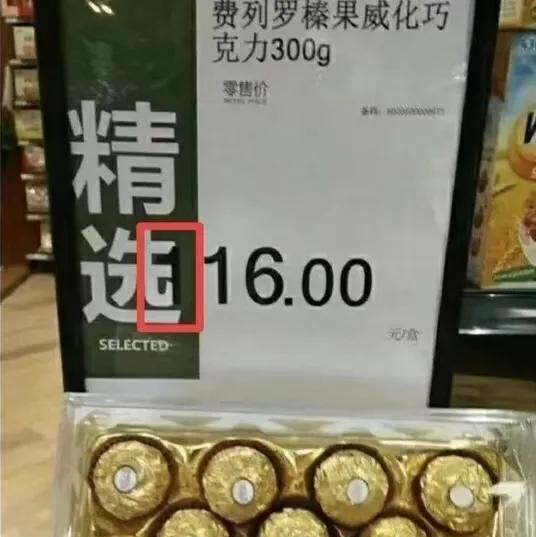 费列罗榛果威化巧
克力300g
零售价
精
选
116.00
元/盒
SELECTED